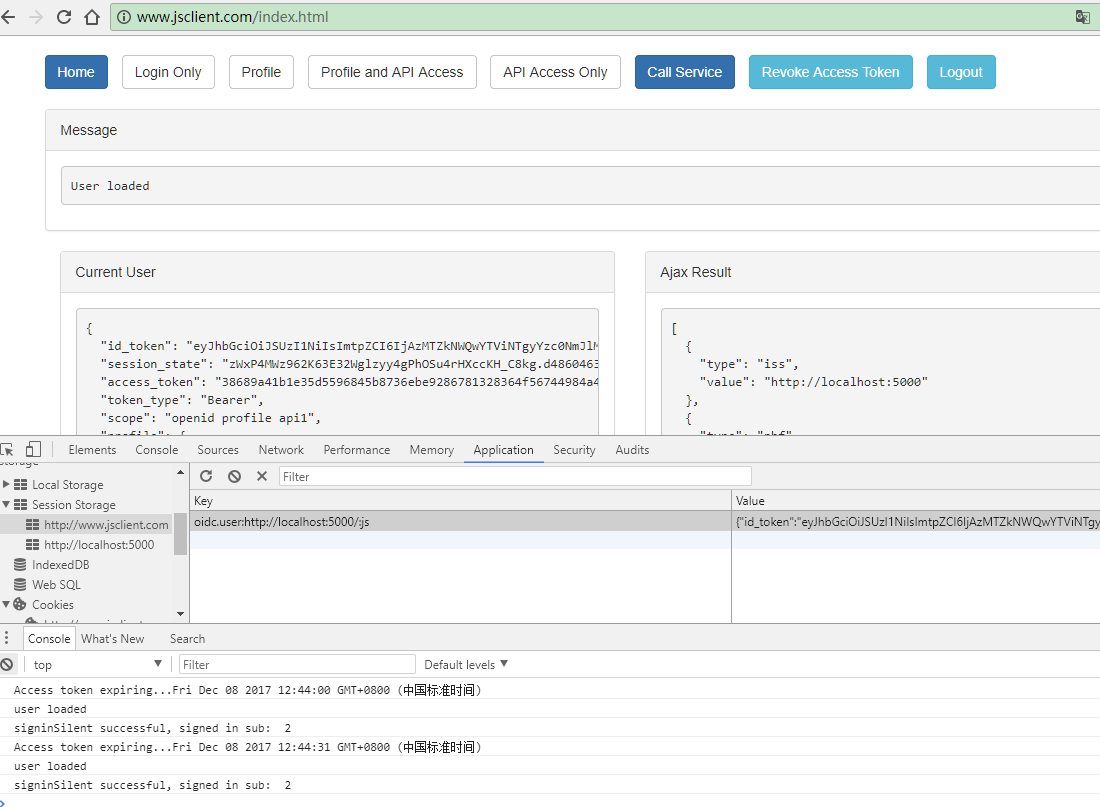 www.jsclient.com/index.html
Home Login Only Profile Profile and API Access API Access Only Call Service Revoke Access Token Logout
Message
User loaded
Current User
{
"id_token": "eyJhbGciOiJSUzI1NiIsImtpZCI6IjAzMTZkNWQwYTViNTgyYzc0NmJlM
"session_state": "zWxP4MWz962K63E32Wglzyy4gPhOSu4rHXccKH_C8kg.d4860463
"access_token": "38689a41b1e35d5596845b8736ebe9286781328364f56744984a4
"token_type": "Bearer",
"scope": "openid profile api1",
"profile": {
Ajax Result
[
{
"type": "iss",
"value": "http://localhost:5000"
},
{
"type": "nbf"
Elements Console Sources Network Performance Memory Application Security Audits
Storage
Local Storage
Session Storage
http://www.jsclient.com
http://localhost:5000
IndexedDB
Web SQL
Cookies
Filter
Key Value
oidc.user:http://localhost:5000/:js {"id_token":"eyJhbGciOiJSUzI1NiIsImtpZCI6IjAzMTZkNWQwYTViNTgy
Console What's New Search
top Filter Default levels
Access token expiring...Fri Dec 08 2017 12:44:00 GMT+0800 (中国标准时间)
user loaded
signinSilent successful, signed in sub: 2
Access token expiring...Fri Dec 08 2017 12:44:31 GMT+0800 (中国标准时间)
user loaded
signinSilent successful, signed in sub: 2